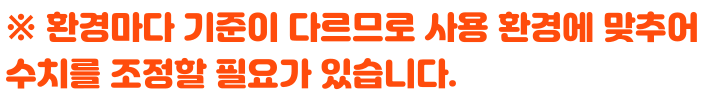 ※ 환경마다 기준이 다르므로 사용 환경에 맞추어
수치를 조정할 필요가 있습니다.